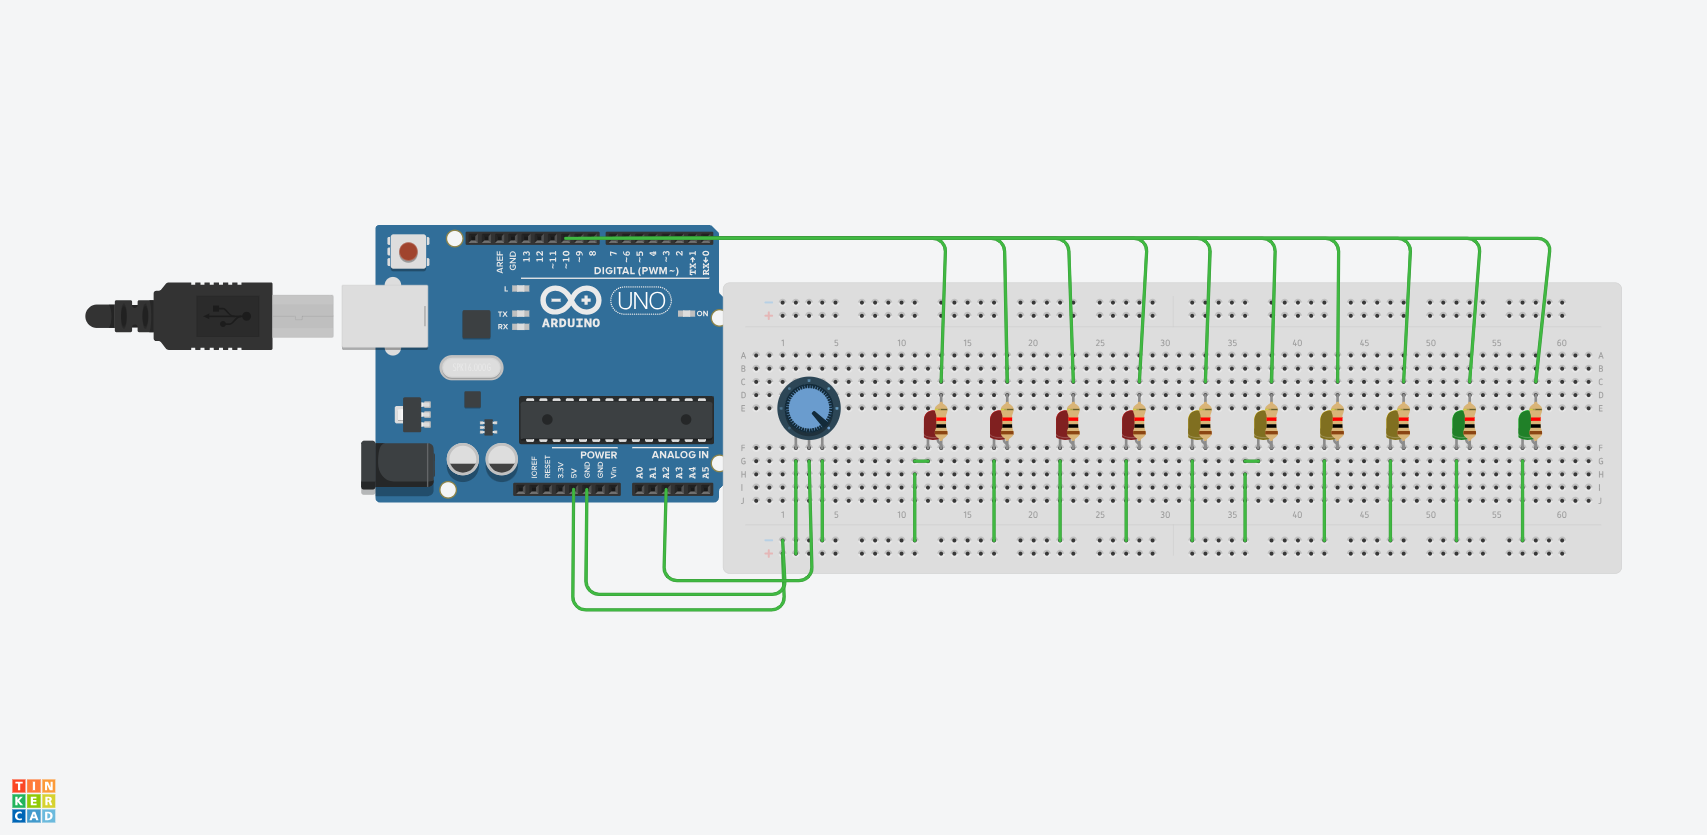 AREF
GND
13
12
~11
~10
~9
8
7
~6
~5
4
~3
2
TX→1
RX←0
DIGITAL (PWM~)
L
TX
RX
UNO
ON
ARDUINO
1 5 10 15 20 25 30 35 40 45 50 55 60
A A
B B
C C
D D
E E
F F
G G
H H
I I
J J
1 5 10 15 20 25 30 35 40 45 50 55 60
POWER
ANALOG IN
IOREF
RESET
3.3V
5V
GND
GND
Vin
A0
A1
A2
A3
A4
A5
TIN
KER
CAD